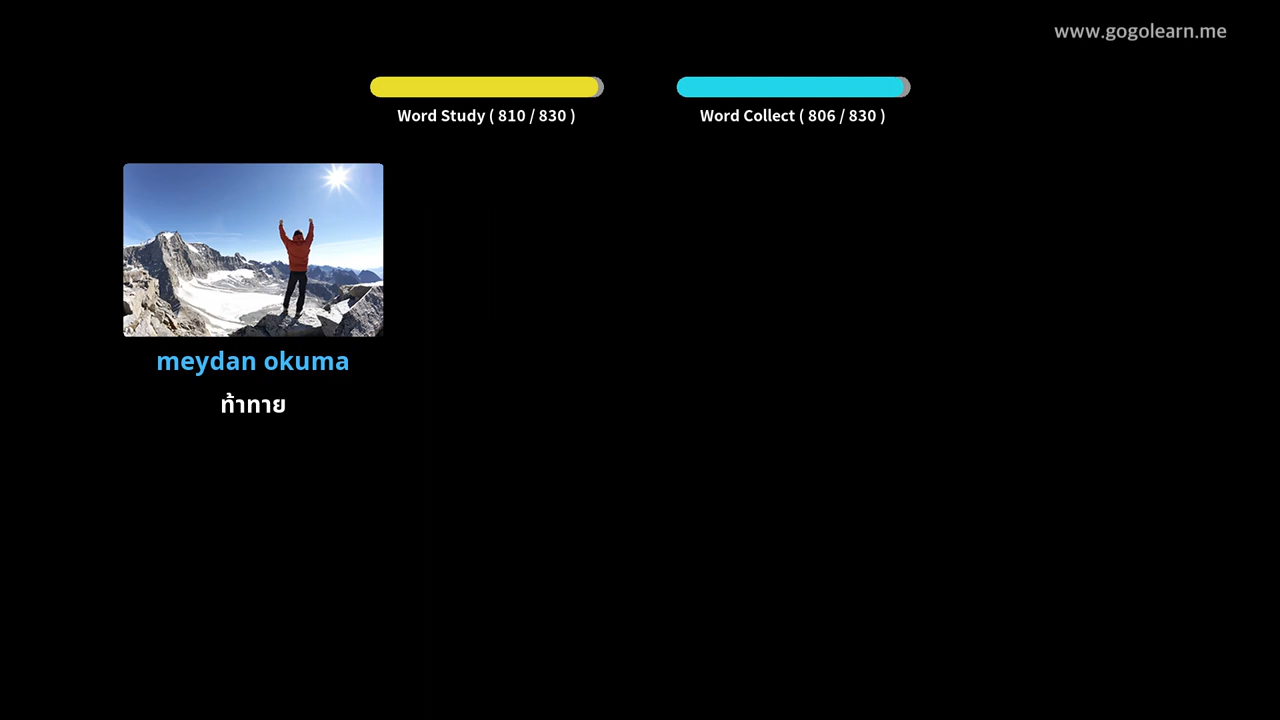 www.gogolearn.me
Word Study ( 810 / 830 )
Word Collect ( 806 / 830 )
meydan okuma
ท้าทาย